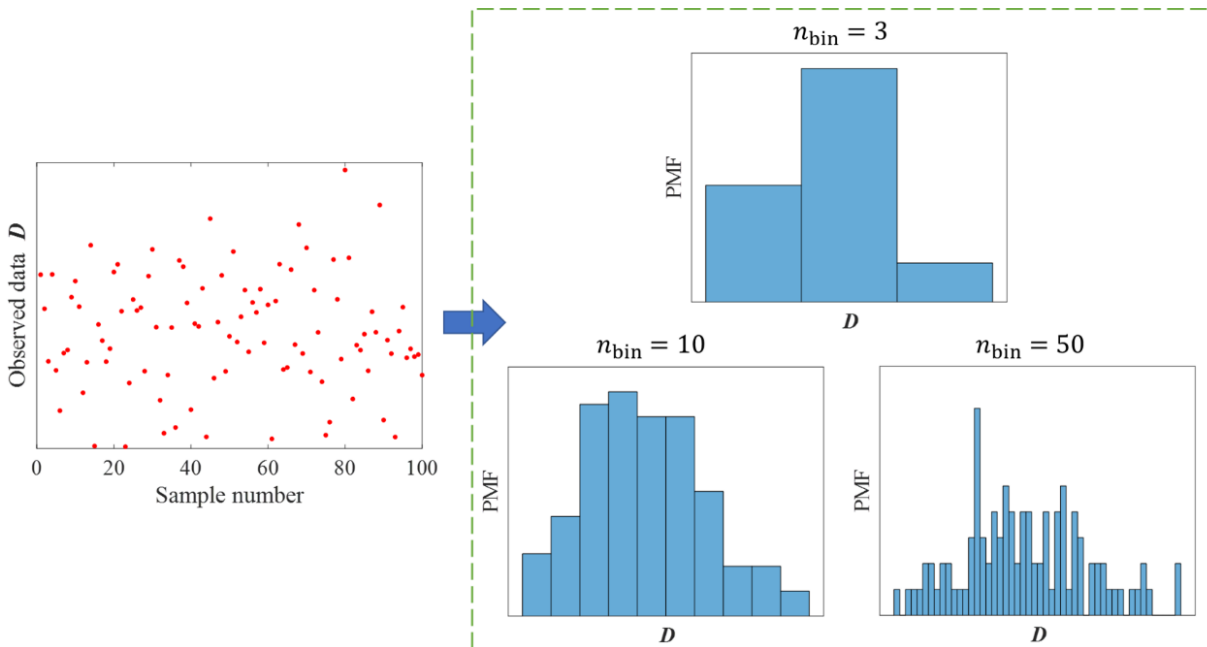 Observed data D
0 20 40 60 80 100
Sample number
n_bin = 3
PMF
D
n_bin = 10
PMF
D
n_bin = 50
PMF
D